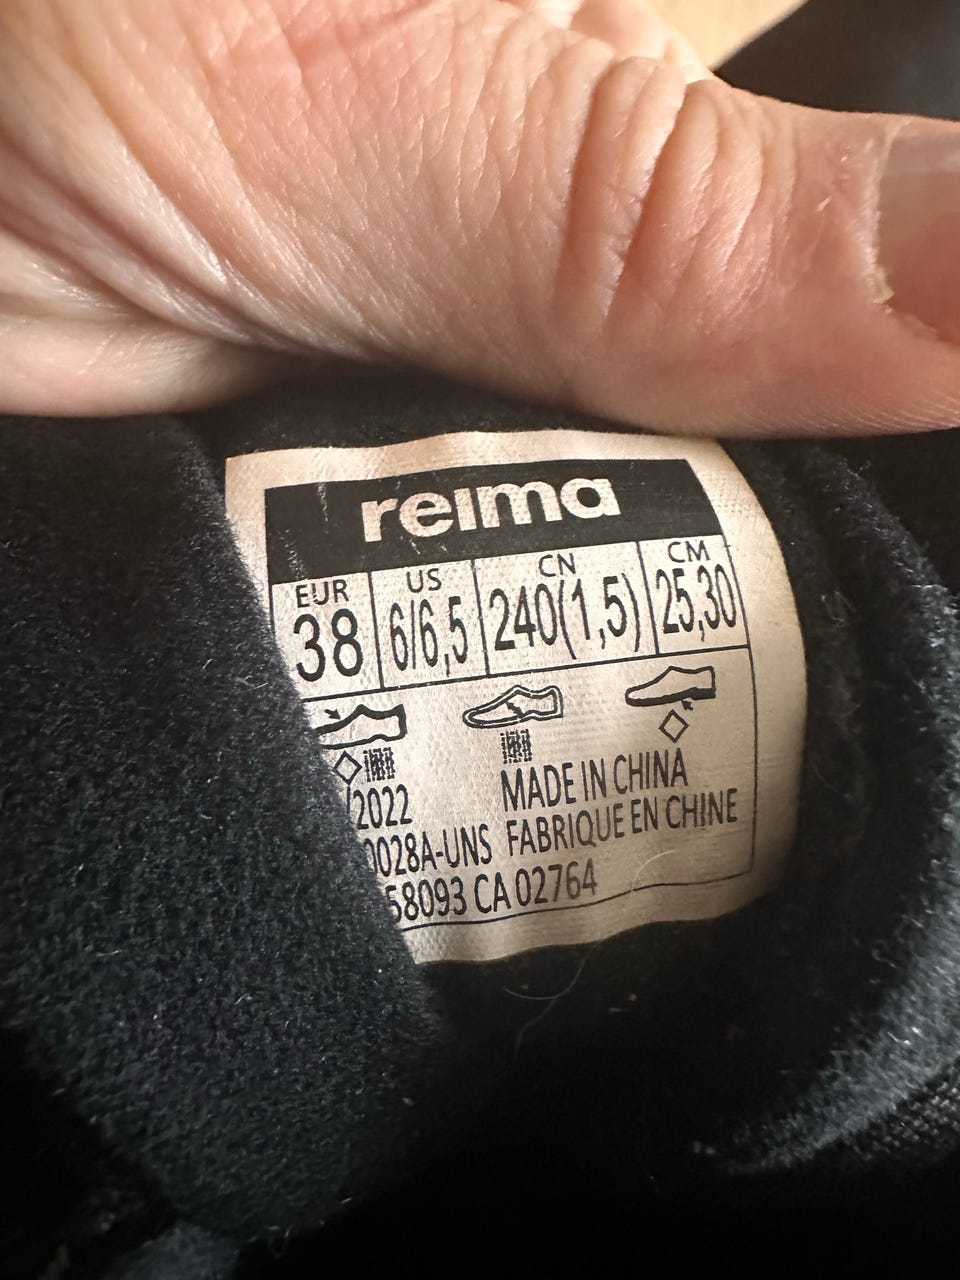 reima
EUR US CN CM
38 6/6,5 240(1,5) 25,30
/2022
MADE IN CHINA
0028A-UNS FABRIQUE EN CHINE
58093 CA 02764